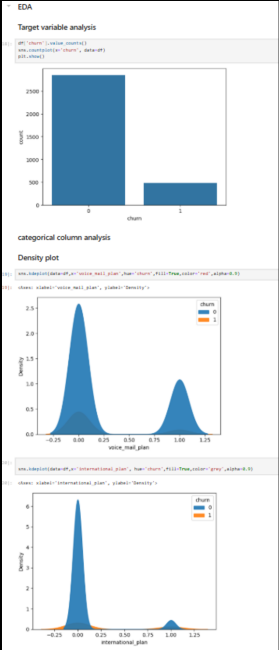 EDA
Target variable analysis
df['churn'].value_counts()
sns.countplot(x='churn', data=df)
plt.show()
2500
2000
1500
1000
500
0
count
0 1
churn
categorical column analysis
Density plot
sns.kdeplot(data=df,x='voice_mail_plan',hue='churn',fill=True,color='red',alpha=0.9)
<Axes: xlabel='voice_mail_plan', ylabel='Density'>
churn
0
1
2.5
2.0
1.5
1.0
0.5
0.0
Density
−0.25 0.00 0.25 0.50 0.75 1.00 1.25
voice_mail_plan
sns.kdeplot(data=df,x='international_plan', hue='churn',fill=True,color='grey',alpha=0.9)
<Axes: xlabel='international_plan', ylabel='Density'>
churn
0
1
6
5
4
3
2
1
0
Density
−0.25 0.00 0.25 0.50 0.75 1.00 1.25
international_plan